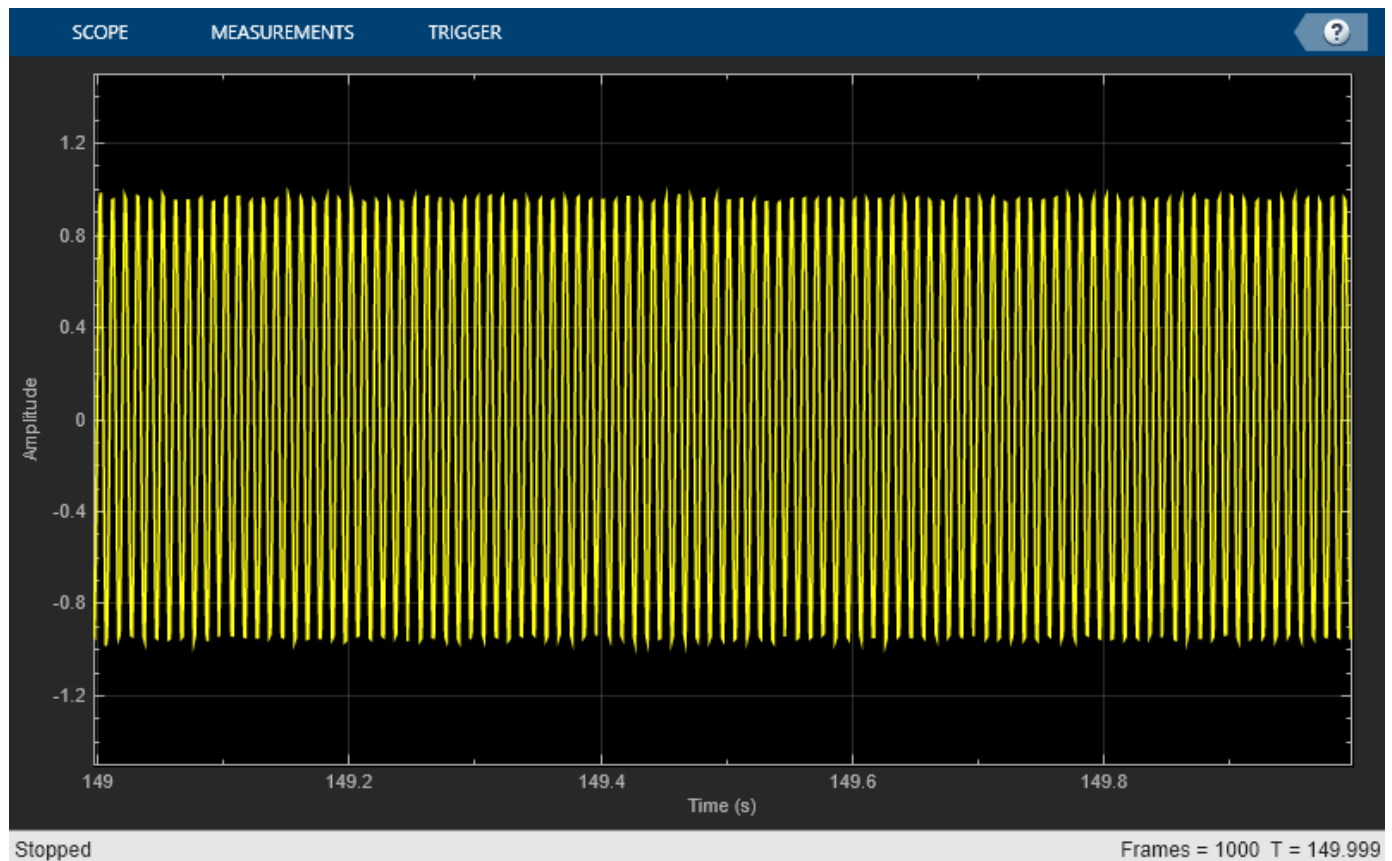 SCOPE MEASUREMENTS TRIGGER ?
1.2
0.8
0.4
0
-0.4
-0.8
-1.2
Amplitude
149 149.2 149.4 149.6 149.8
Time (s)
Stopped Frames = 1000 T = 149.999